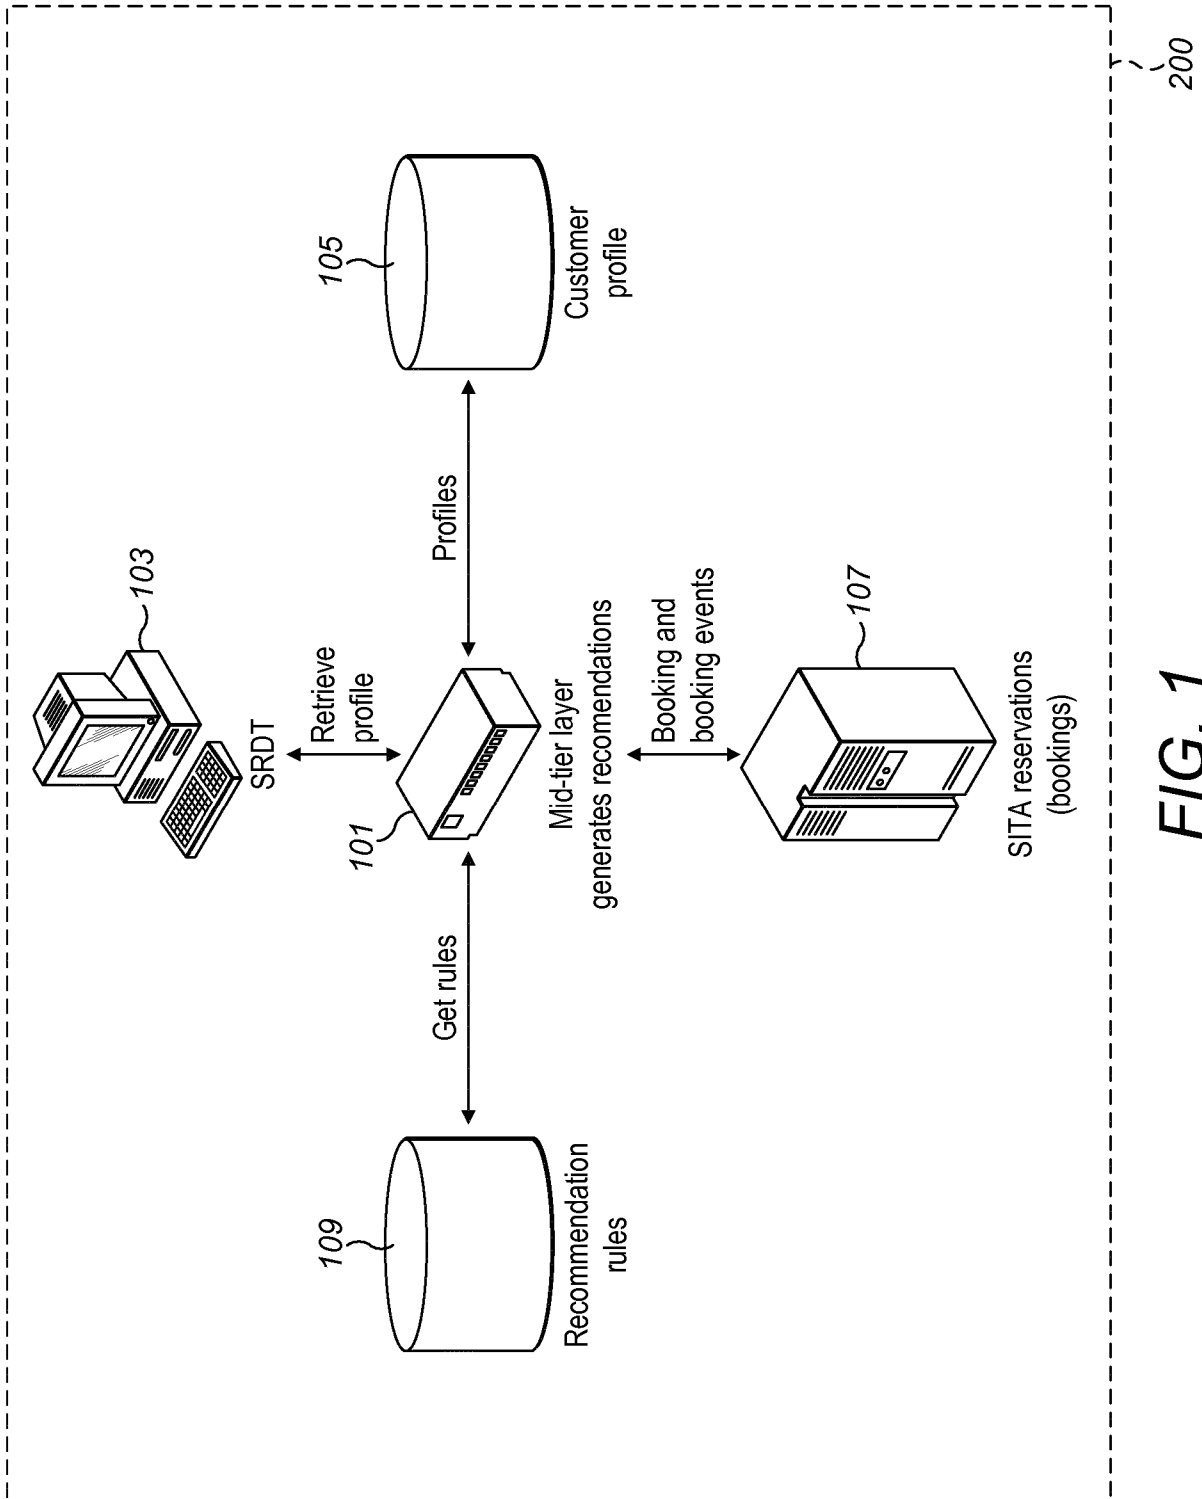 103
SRDT
Retrieve
profile
109
Recommendation
rules
Get rules
101
Mid-tier layer
generates recomendations
Profiles
105
Customer
profile
Booking and
booking events
107
SITA reservations
(bookings)
200
FIG. 1